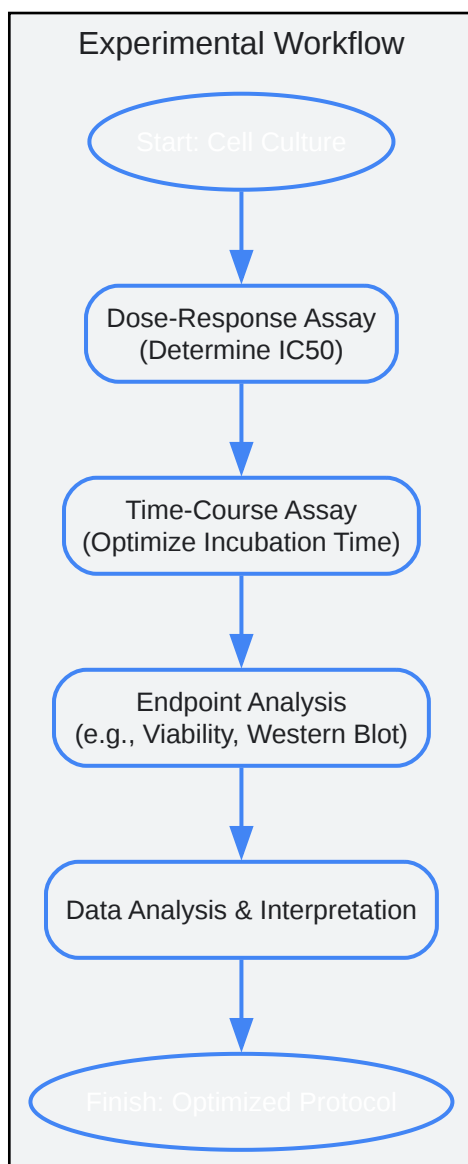 Experimental Workflow
Start: Cell Culture
Dose-Response Assay
(Determine IC50)
Time-Course Assay
(Optimize Incubation Time)
Endpoint Analysis
(e.g., Viability, Western Blot)
Data Analysis & Interpretation
Finish: Optimized Protocol